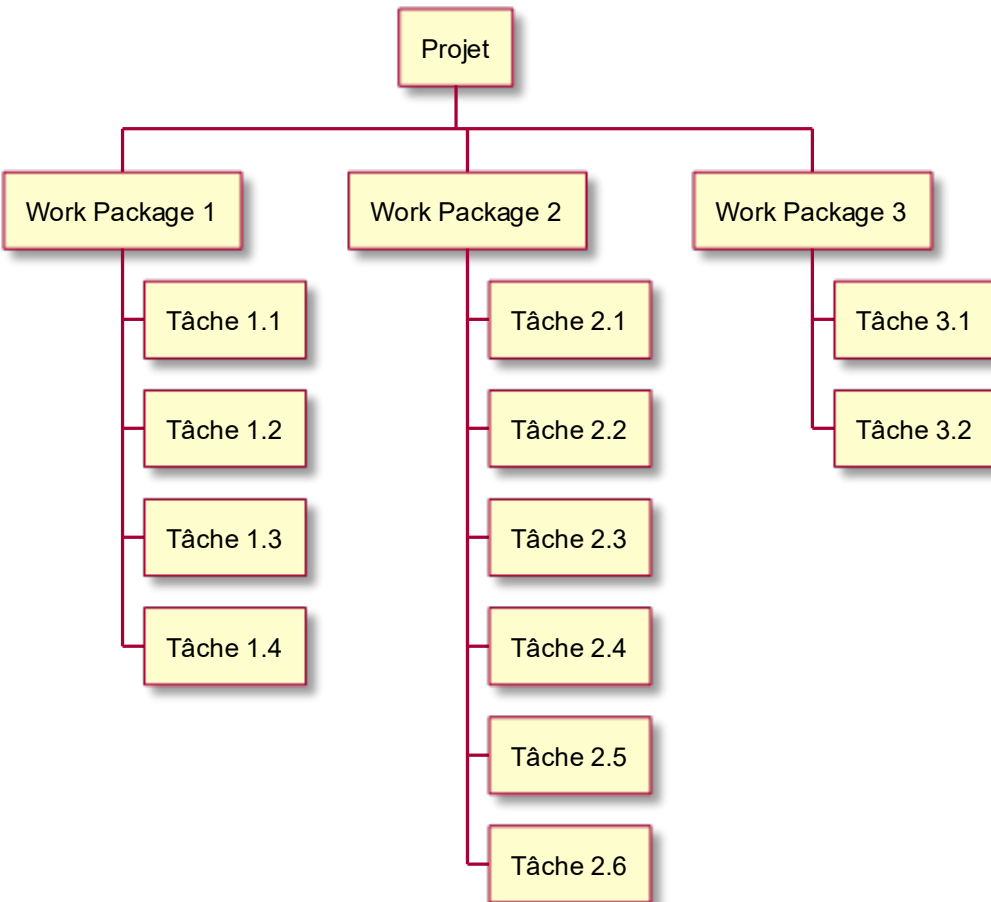 Projet
Work Package 1
Work Package 2
Work Package 3
Tâche 1.1
Tâche 2.1
Tâche 3.1
Tâche 1.2
Tâche 2.2
Tâche 3.2
Tâche 1.3
Tâche 2.3
Tâche 1.4
Tâche 2.4
Tâche 2.5
Tâche 2.6